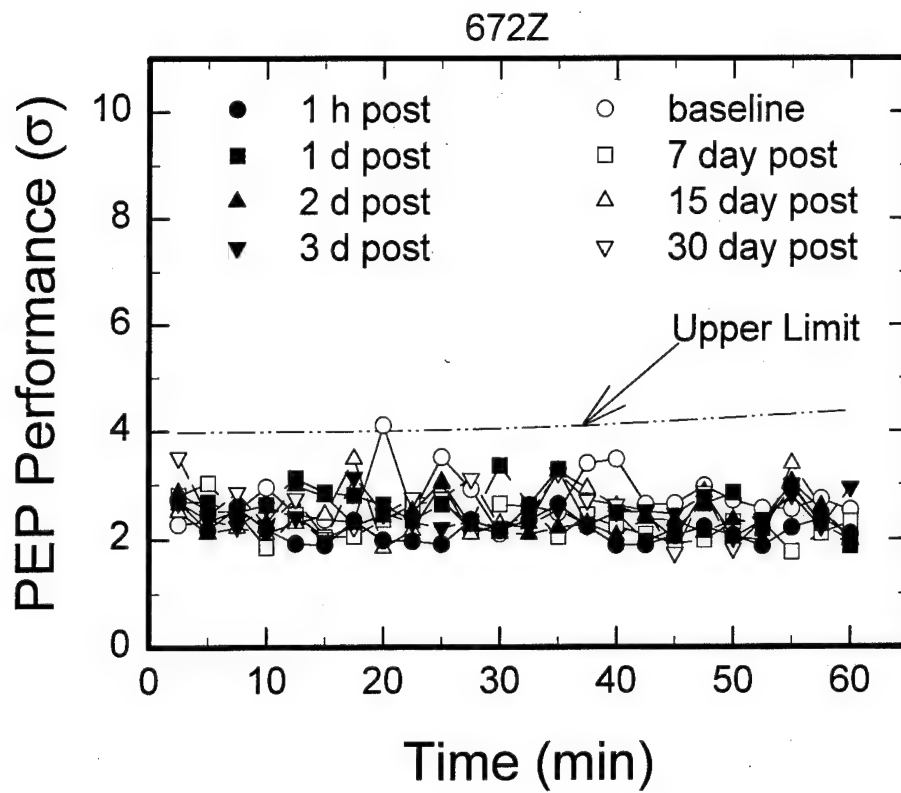 672Z
PEP Performance (σ)
10
8
6
4
2
0
1 h post
1 d post
2 d post
3 d post
baseline
7 day post
15 day post
30 day post
Upper Limit
0 10 20 30 40 50 60
Time (min)